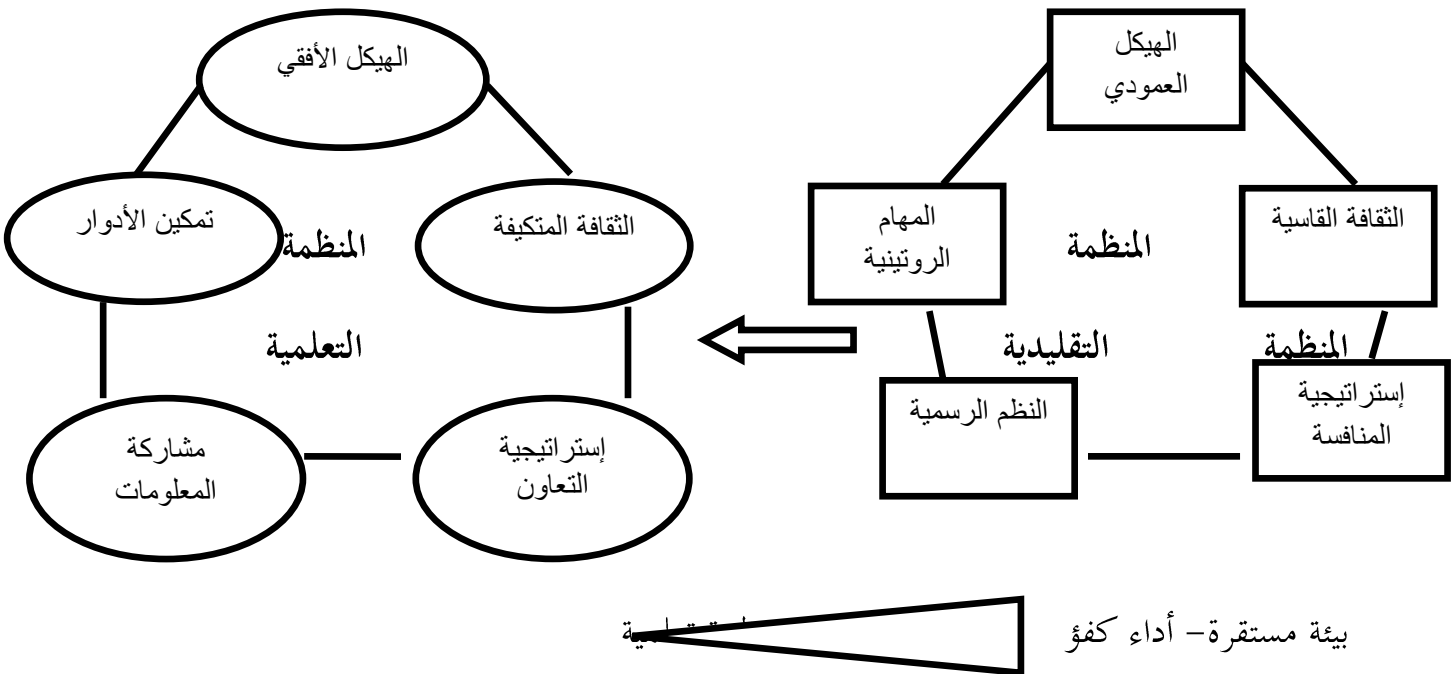 الهيكل
العمودي
الهيكل الأفقي
الثقافة القاسية
المهام
الروتينية
الثقافة المتكيفة
تمكين الأدوار
المنظمة
المنظمة
المنظمة
التقليدية
التعلمية
إستراتيجية
المنافسة
النظم الرسمية
إستراتيجية
التعاون
مشاركة
المعلومات
بيئة مستقرة– أداء كفؤ